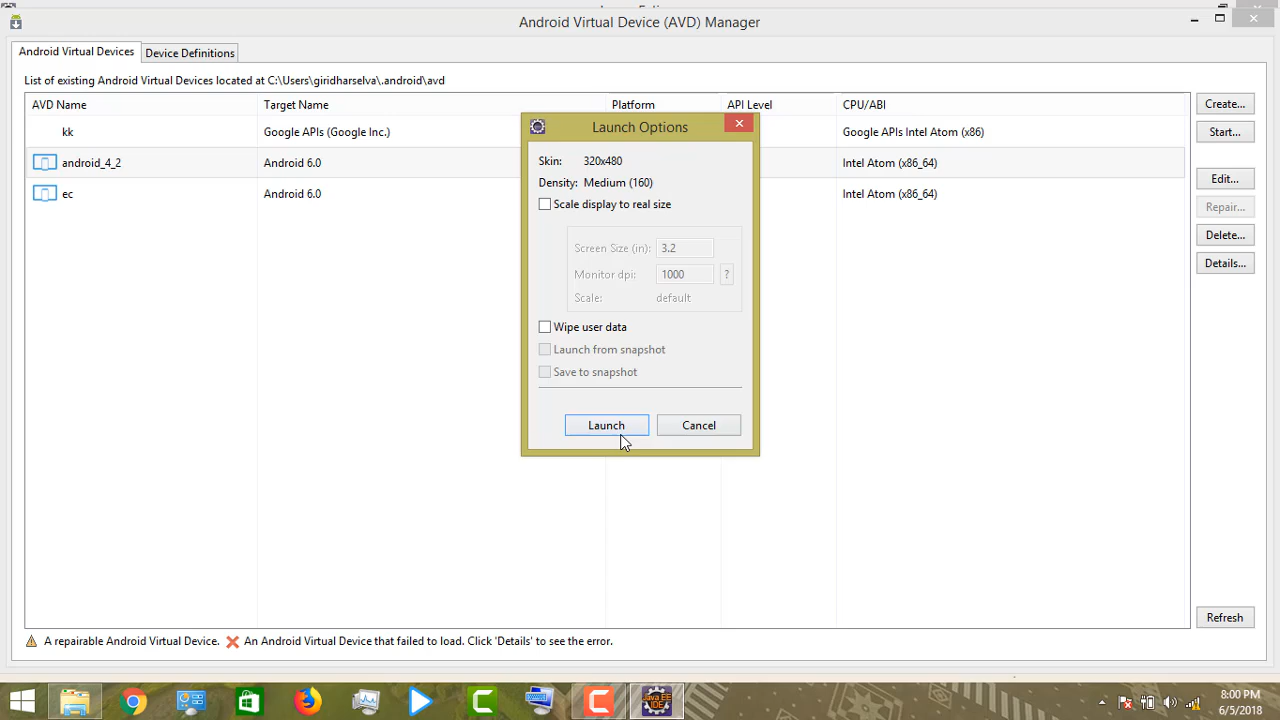 Android Virtual Device (AVD) Manager
Android Virtual Devices
Device Definitions
List of existing Android Virtual Devices located at C:\Users\giridharselva\.android\avd
AVD Name Target Name Platform API Level CPU/ABI
kk Google APIs (Google Inc.) Google APIs Intel Atom (x86)
android_4_2 Android 6.0 Intel Atom (x86_64)
ec Android 6.0 Intel Atom (x86_64)
Create...
Start...
Edit...
Repair...
Delete...
Details...
Refresh
Launch Options
Skin: 320x480
Density: Medium (160)
Scale display to real size
Screen Size (in): 3.2
Monitor dpi: 1000 ?
Scale: default
Wipe user data
Launch from snapshot
Save to snapshot
Launch Cancel
A repairable Android Virtual Device. An Android Virtual Device that failed to load. Click 'Details' to see the error.
Java EE
IDE
8:00 PM
6/5/2018